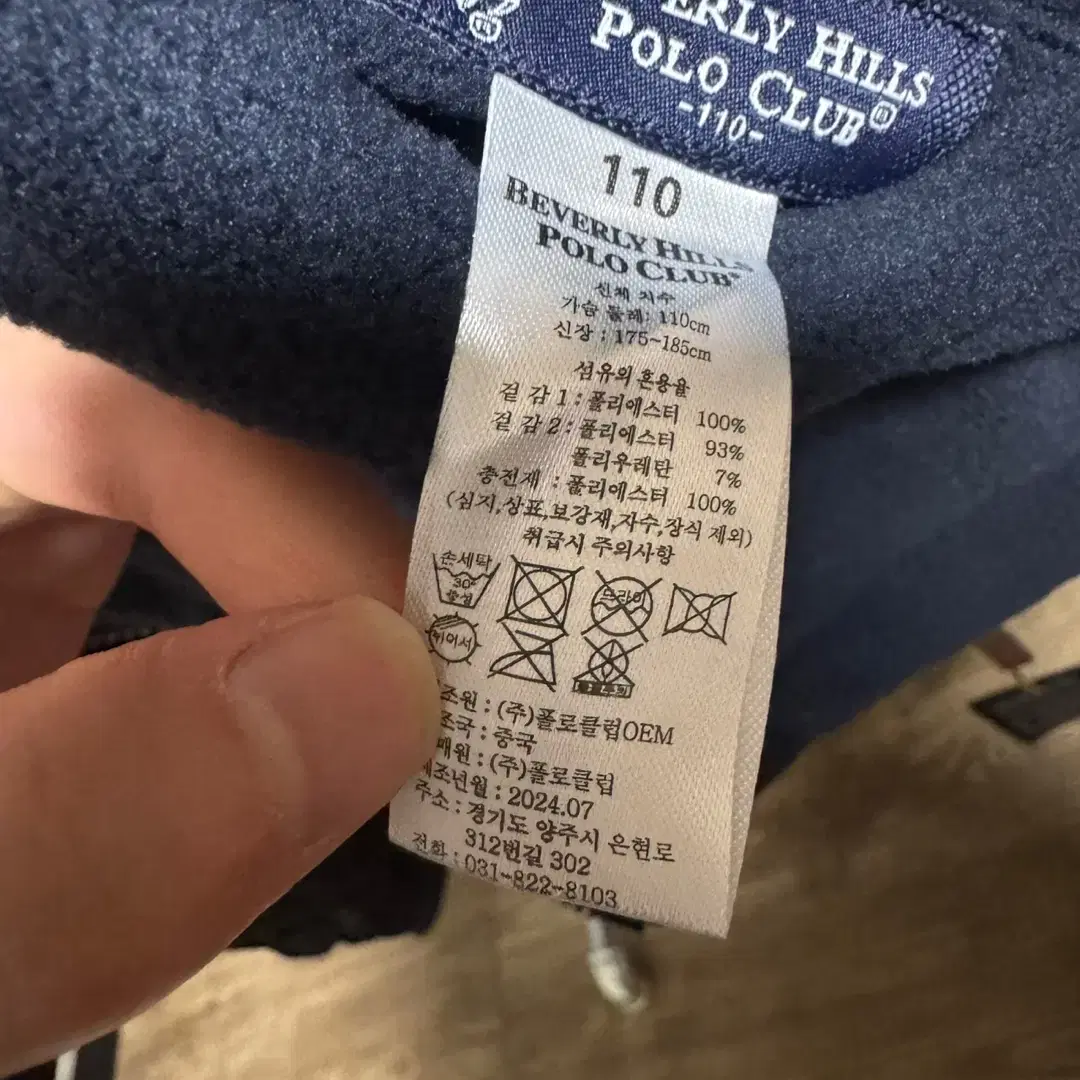 HILLS
POLO CLUB®
-110-
110
BEVERLY HILLS
POLO CLUB®
신체 치수
가슴 둘레: 110cm
신장 : 175~185cm
섬유의 혼용율
겉 감 1 : 폴리에스터 100%
겉 감 2 : 폴리에스터 93%
폴리우레탄 7%
충전재 : 폴리에스터 100%
(심지,상표,보강재,자수,장식 제외)
취급시 주의사항
손세탁
30°
중성
드라이
뉘어서
조원 : (주)폴로클럽OEM
조국 : 중국
매원 : (주)폴로클럽
제조년월 : 2024.07
주소 : 경기도 양주시 은현로
312번길 302
전화 : 031-822-8103